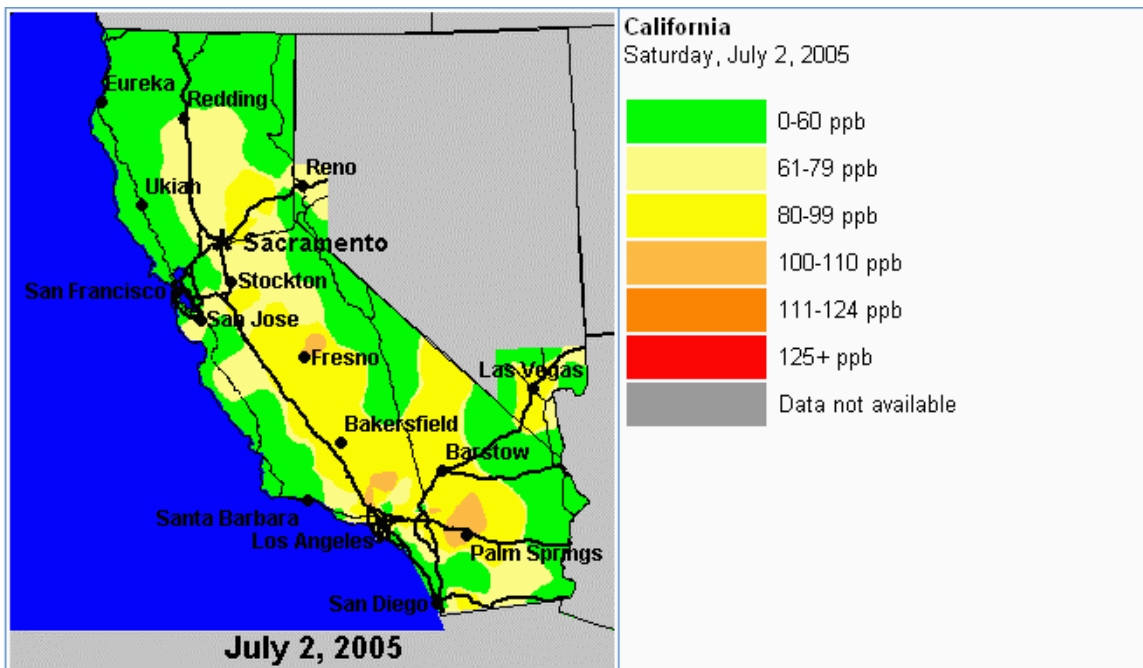 Eureka
Redding
Reno
Ukiah
Sacramento
Stockton
San Francisco
San Jose
Fresno
Las Vegas
Bakersfield
Barstow
Santa Barbara
Los Angeles
Palm Springs
San Diego
July 2, 2005
California
Saturday, July 2, 2005
0-60 ppb
61-79 ppb
80-99 ppb
100-110 ppb
111-124 ppb
125+ ppb
Data not available